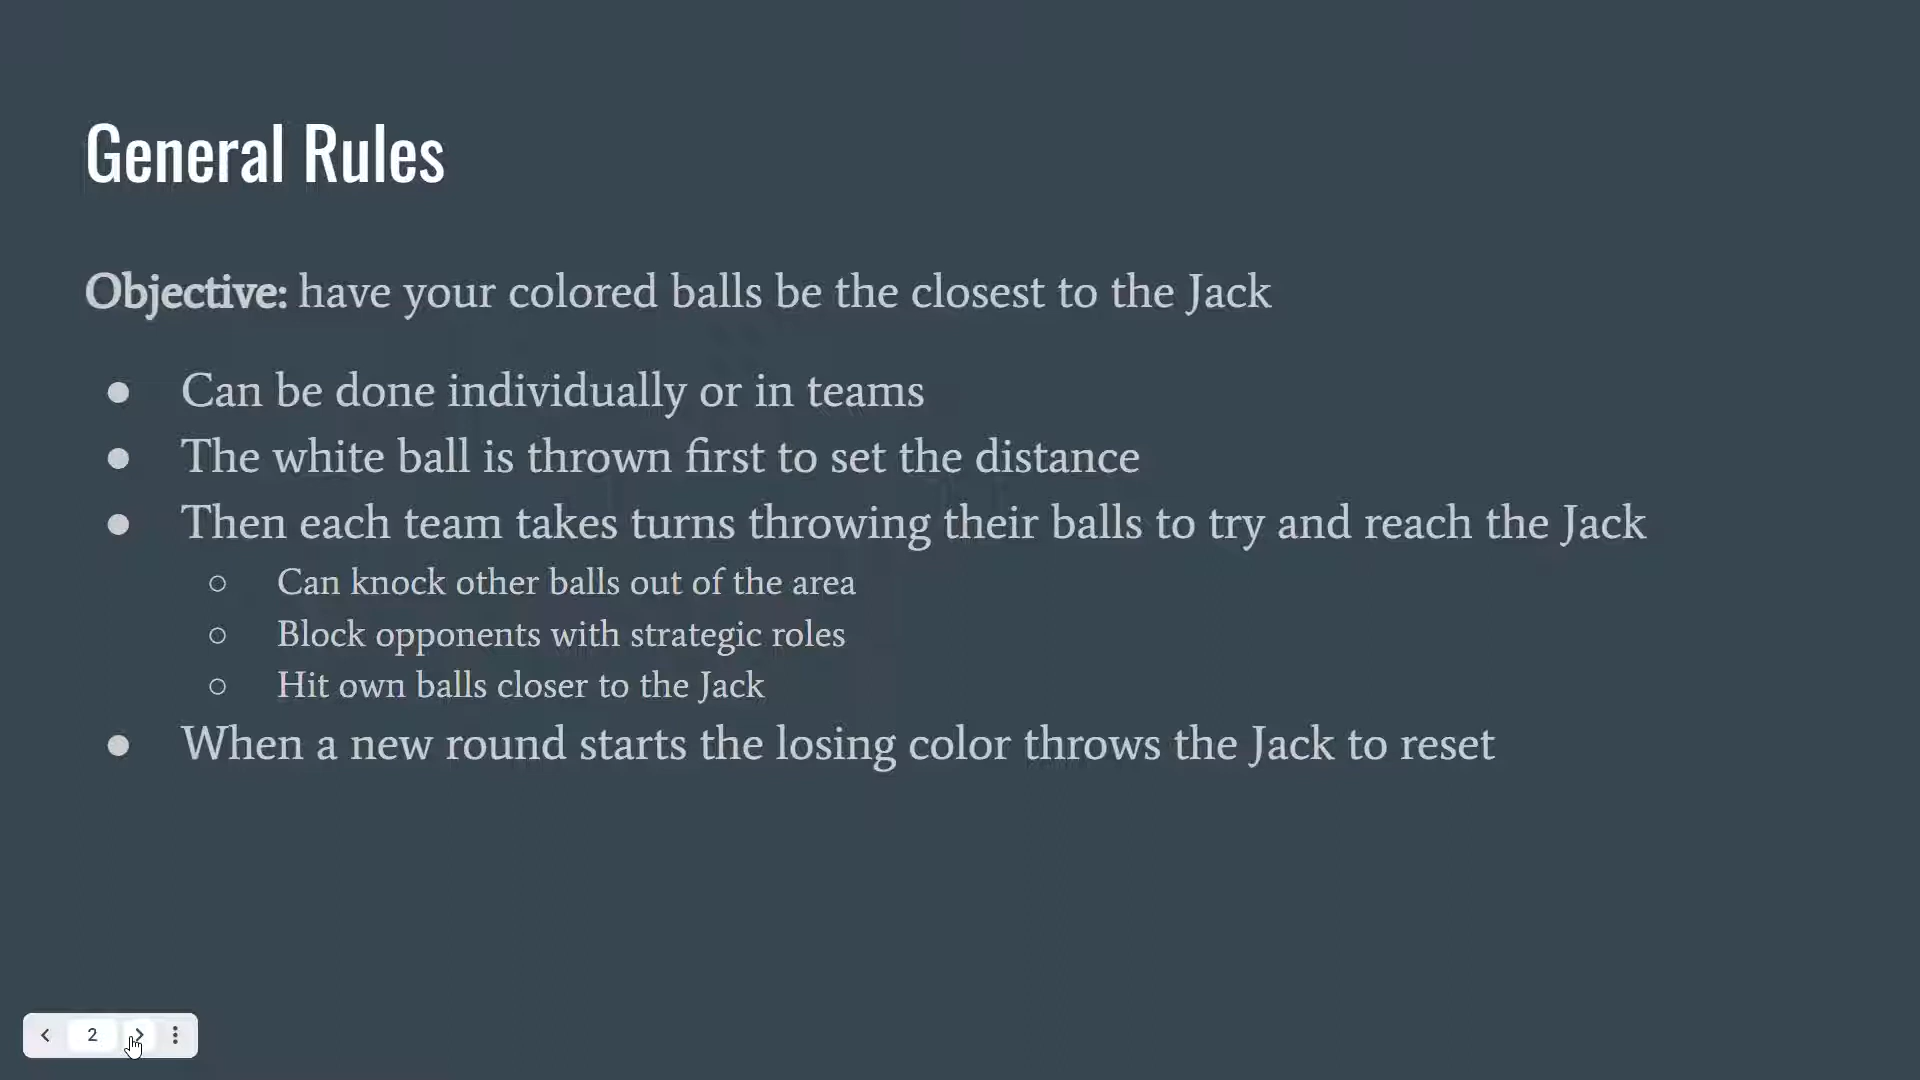 General Rules
Objective: have your colored balls be the closest to the Jack
● Can be done individually or in teams
● The white ball is thrown first to set the distance
● Then each team takes turns throwing their balls to try and reach the Jack
○ Can knock other balls out of the area
○ Block opponents with strategic roles
○ Hit own balls closer to the Jack
● When a new round starts the losing color throws the Jack to reset
2